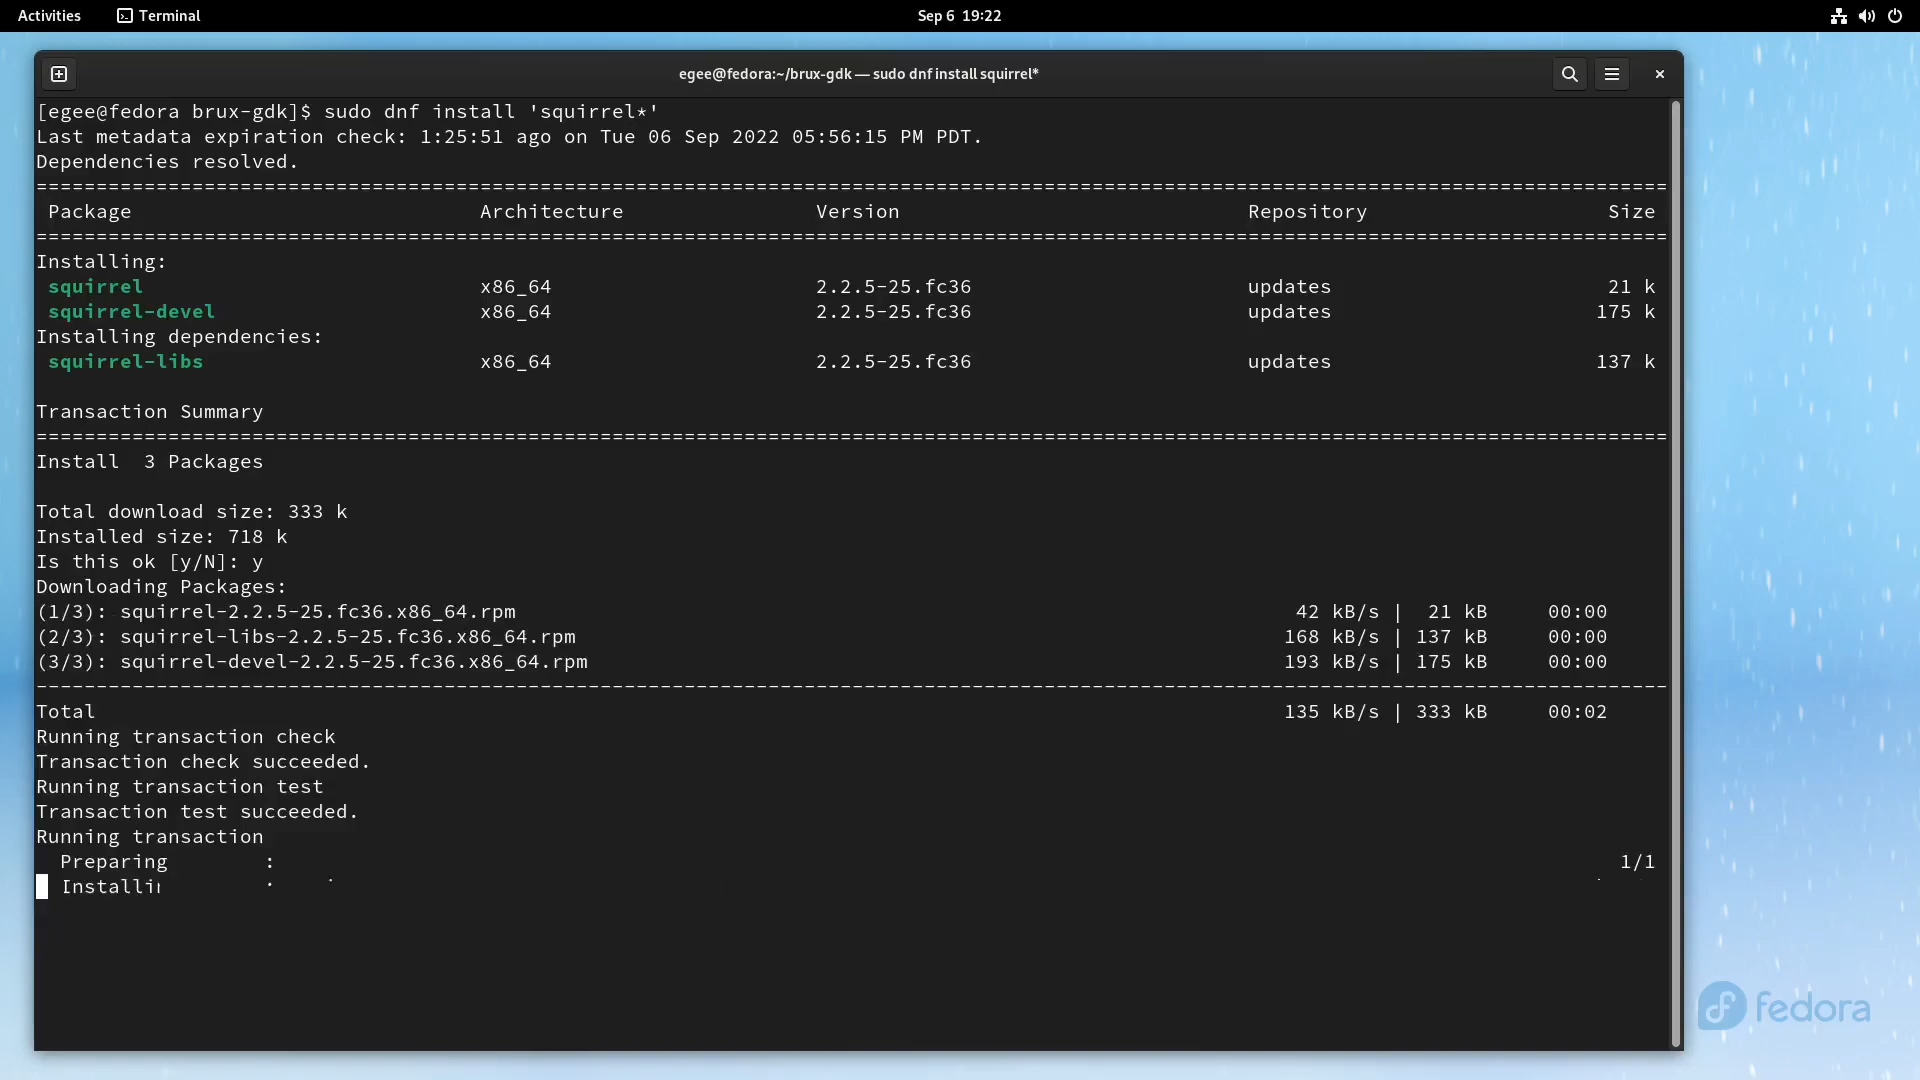 Activities Terminal Sep 6 19:22
egee@fedora:~/brux-gdk — sudo dnf install squirrel*
[egee@fedora brux-gdk]$ sudo dnf install 'squirrel*'
Last metadata expiration check: 1:25:51 ago on Tue 06 Sep 2022 05:56:15 PM PDT.
Dependencies resolved.
================================================================================
Package Architecture Version Repository Size
================================================================================
Installing:
squirrel x86_64 2.2.5-25.fc36 updates 21 k
squirrel-devel x86_64 2.2.5-25.fc36 updates 175 k
Installing dependencies:
squirrel-libs x86_64 2.2.5-25.fc36 updates 137 k
Transaction Summary
================================================================================
Install 3 Packages
Total download size: 333 k
Installed size: 718 k
Is this ok [y/N]: y
Downloading Packages:
(1/3): squirrel-2.2.5-25.fc36.x86_64.rpm 42 kB/s | 21 kB 00:00
(2/3): squirrel-libs-2.2.5-25.fc36.x86_64.rpm 168 kB/s | 137 kB 00:00
(3/3): squirrel-devel-2.2.5-25.fc36.x86_64.rpm 193 kB/s | 175 kB 00:00
--------------------------------------------------------------------------------
Total 135 kB/s | 333 kB 00:02
Running transaction check
Transaction check succeeded.
Running transaction test
Transaction test succeeded.
Running transaction
Preparing : 1/1
fedora